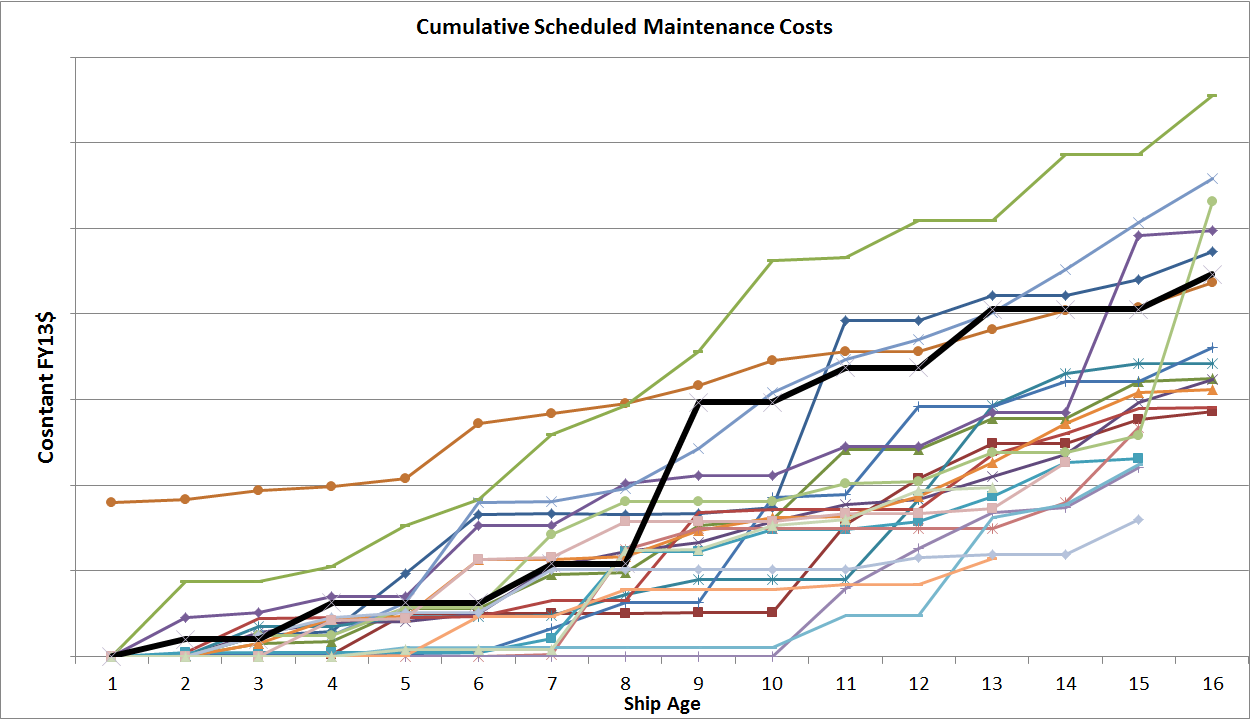 Cumulative Scheduled Maintenance Costs
Cosntant FY13$
1 2 3 4 5 6 7 8 9 10 11 12 13 14 15 16
Ship Age